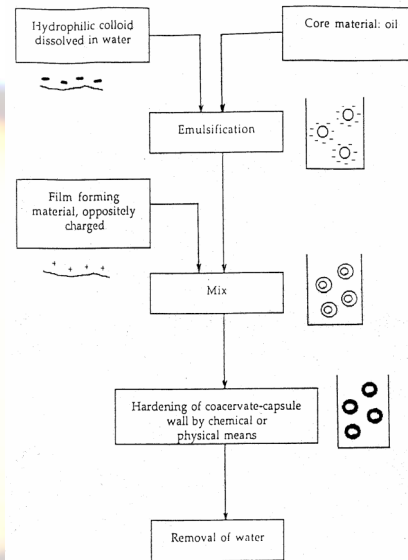 Hydrophilic colloid
dissolved in water
Core material: oil
Emulsification
Film forming
material, oppositely
charged
Mix
Hardening of coacervate-capsule
wall by chemical or
physical means
Removal of water